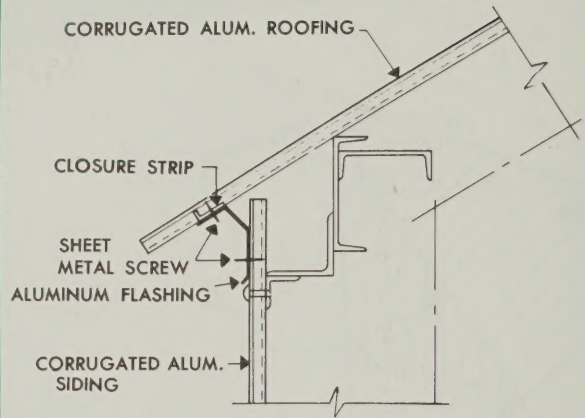 CORRUGATED ALUM. ROOFING
CLOSURE STRIP
SHEET
METAL SCREW
ALUMINUM FLASHING
CORRUGATED ALUM.
SIDING